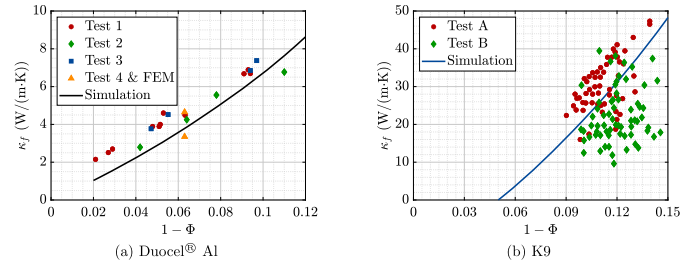 κf (W/(m·K))
10
8
6
4
2
0
Test 1
Test 2
Test 3
Test 4 & FEM
Simulation
0 0.02 0.04 0.06 0.08 0.1 0.12
1 − Φ
(a) Duocel® Al
κf (W/(m·K))
50
40
30
20
10
0
Test A
Test B
Simulation
0 0.03 0.06 0.09 0.12 0.15
1 − Φ
(b) K9